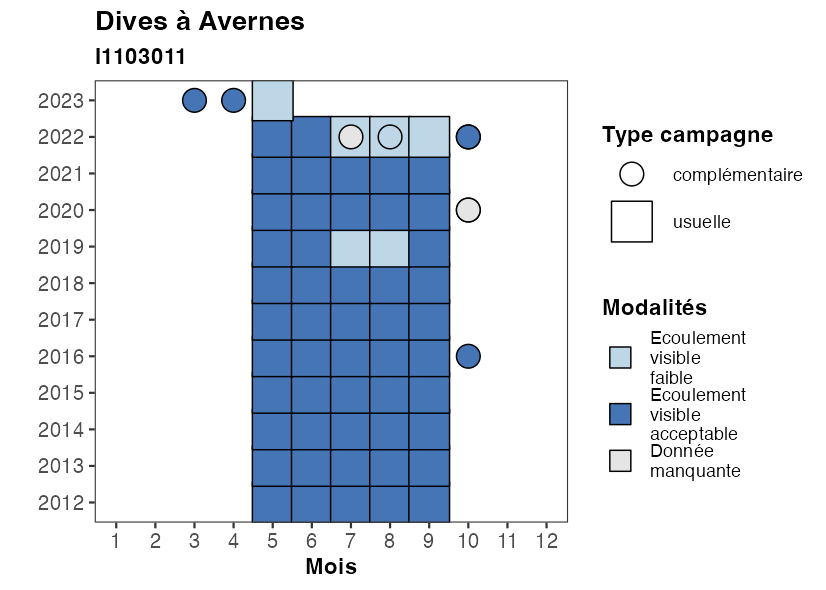 Dives à Avernes
I1103011
2023
2022
2021
2020
2019
2018
2017
2016
2015
2014
2013
2012
1 2 3 4 5 6 7 8 9 10 11 12
Mois
Type campagne
complémentaire
usuelle
Modalités
Ecoulement
visible
faible
Ecoulement
visible
acceptable
Donnée
manquante